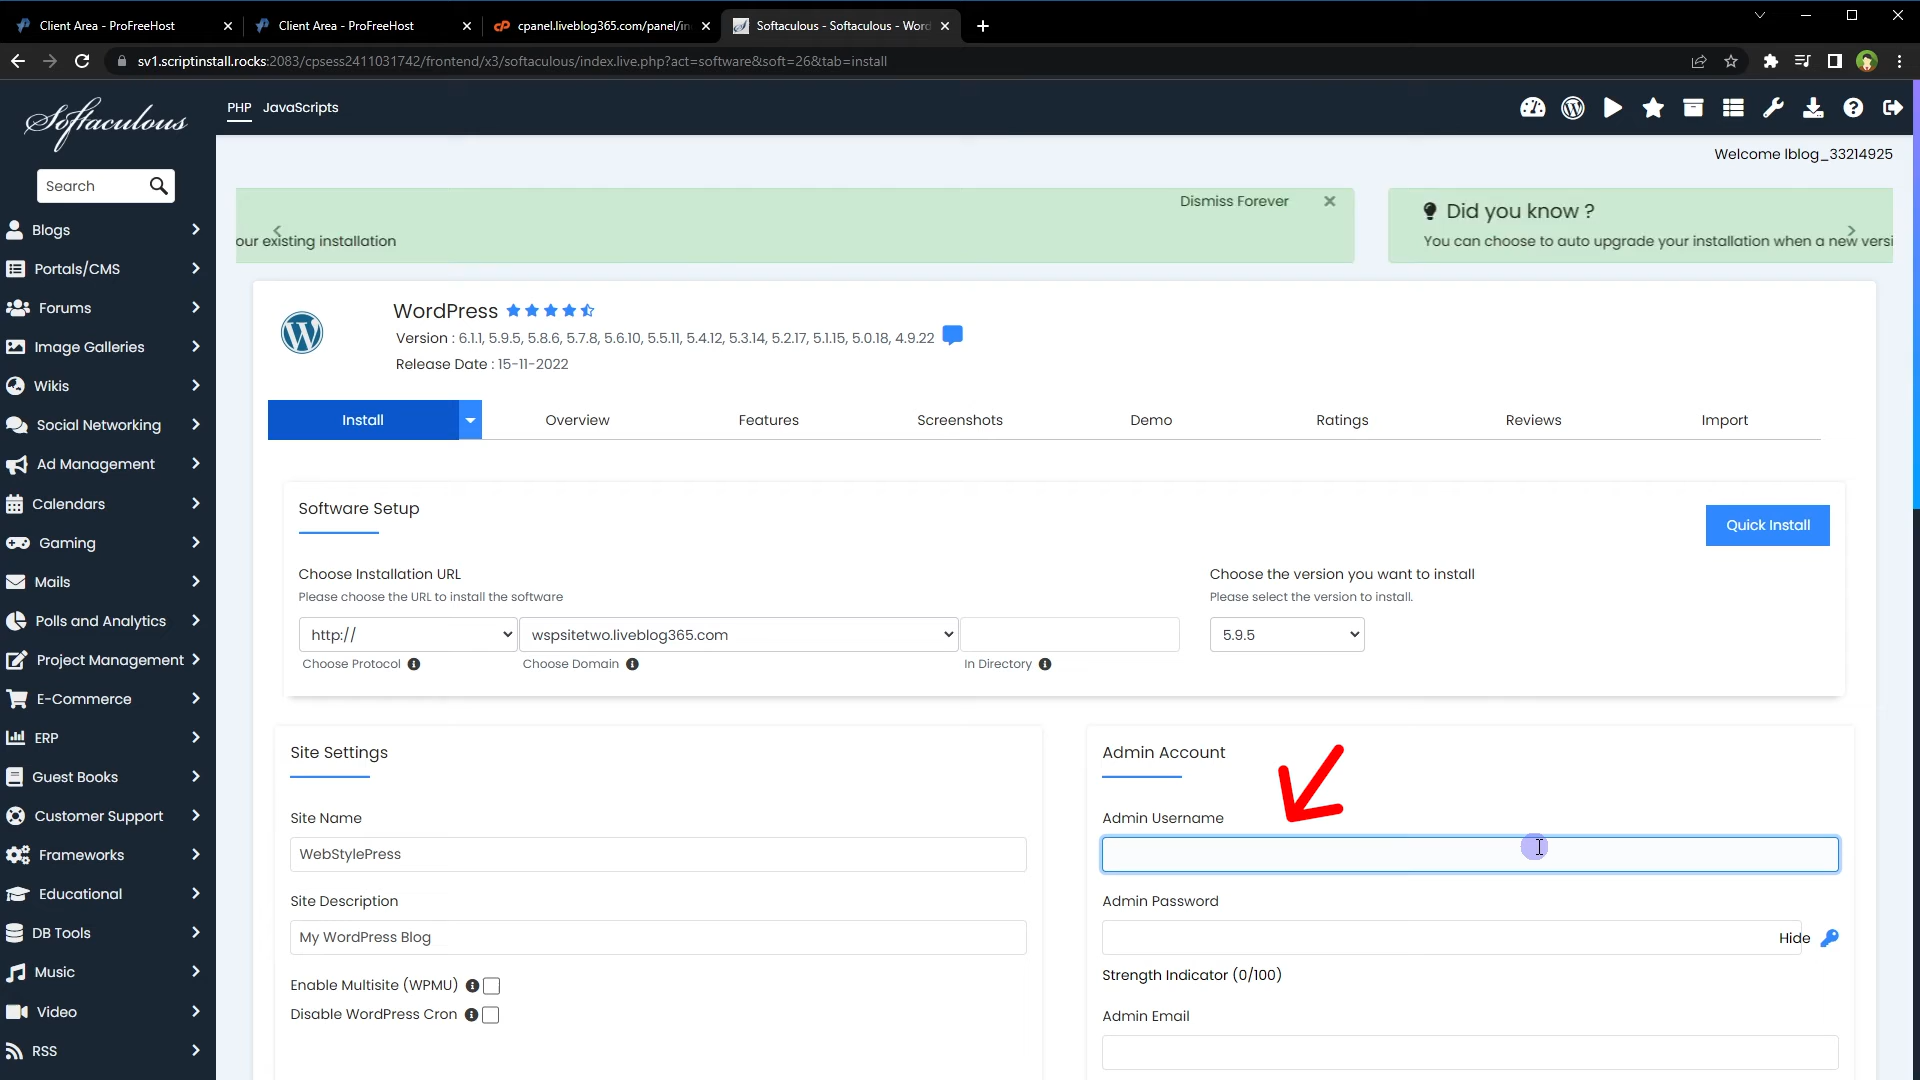 Client Area - ProFreeHost
Client Area - ProFreeHost
cpanel.liveblog365.com/panel/in
Softaculous - Softaculous - Word
sv1.scriptinstall.rocks:2083/cpsess2411031742/frontend/x3/softaculous/index.live.php?act=software&soft=26&tab=install
Softaculous
PHP JavaScripts
Welcome lblog_33214925
Search
Blogs
Portals/CMS
Forums
Image Galleries
Wikis
Social Networking
Ad Management
Calendars
Gaming
Mails
Polls and Analytics
Project Management
E-Commerce
ERP
Guest Books
Customer Support
Frameworks
Educational
DB Tools
Music
Video
RSS
Dismiss Forever
our existing installation
Did you know ?
You can choose to auto upgrade your installation when a new versi
WordPress
Version : 6.1.1, 5.9.5, 5.8.6, 5.7.8, 5.6.10, 5.5.11, 5.4.12, 5.3.14, 5.2.17, 5.1.15, 5.0.18, 4.9.22
Release Date : 15-11-2022
Install
Overview
Features
Screenshots
Demo
Ratings
Reviews
Import
Software Setup
Quick Install
Choose Installation URL
Please choose the URL to install the software
http://
wspsitetwo.liveblog365.com
Choose Protocol
Choose Domain
In Directory
Choose the version you want to install
Please select the version to install.
5.9.5
Site Settings
Site Name
WebStylePress
Site Description
My WordPress Blog
Enable Multisite (WPMU)
Disable WordPress Cron
Admin Account
Admin Username
Admin Password
Hide
Strength Indicator (0/100)
Admin Email